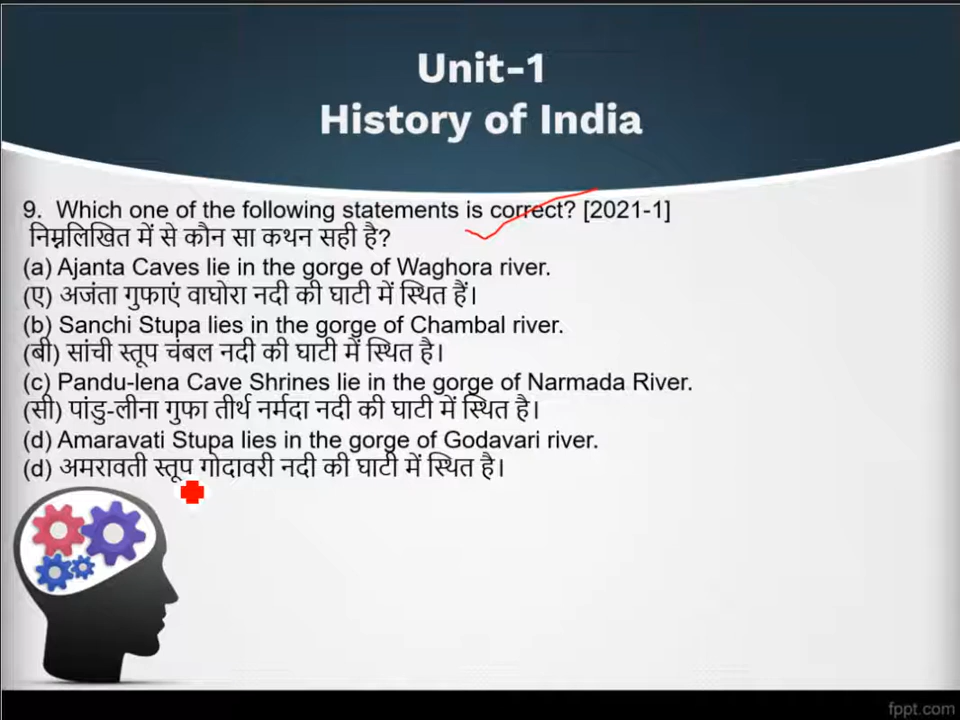 Unit-1
History of India
9. Which one of the following statements is correct? [2021-1]
निम्नलिखित में से कौन सा कथन सही है?
(a) Ajanta Caves lie in the gorge of Waghora river.
(ए) अजंता गुफाएं वाघोरा नदी की घाटी में स्थित हैं।
(b) Sanchi Stupa lies in the gorge of Chambal river.
(बी) सांची स्तूप चंबल नदी की घाटी में स्थित है।
(c) Pandu-lena Cave Shrines lie in the gorge of Narmada River.
(सी) पांडु-लीना गुफा तीर्थ नर्मदा नदी की घाटी में स्थित है।
(d) Amaravati Stupa lies in the gorge of Godavari river.
(d) अमरावती स्तूप गोदावरी नदी की घाटी में स्थित है।
fppt.com